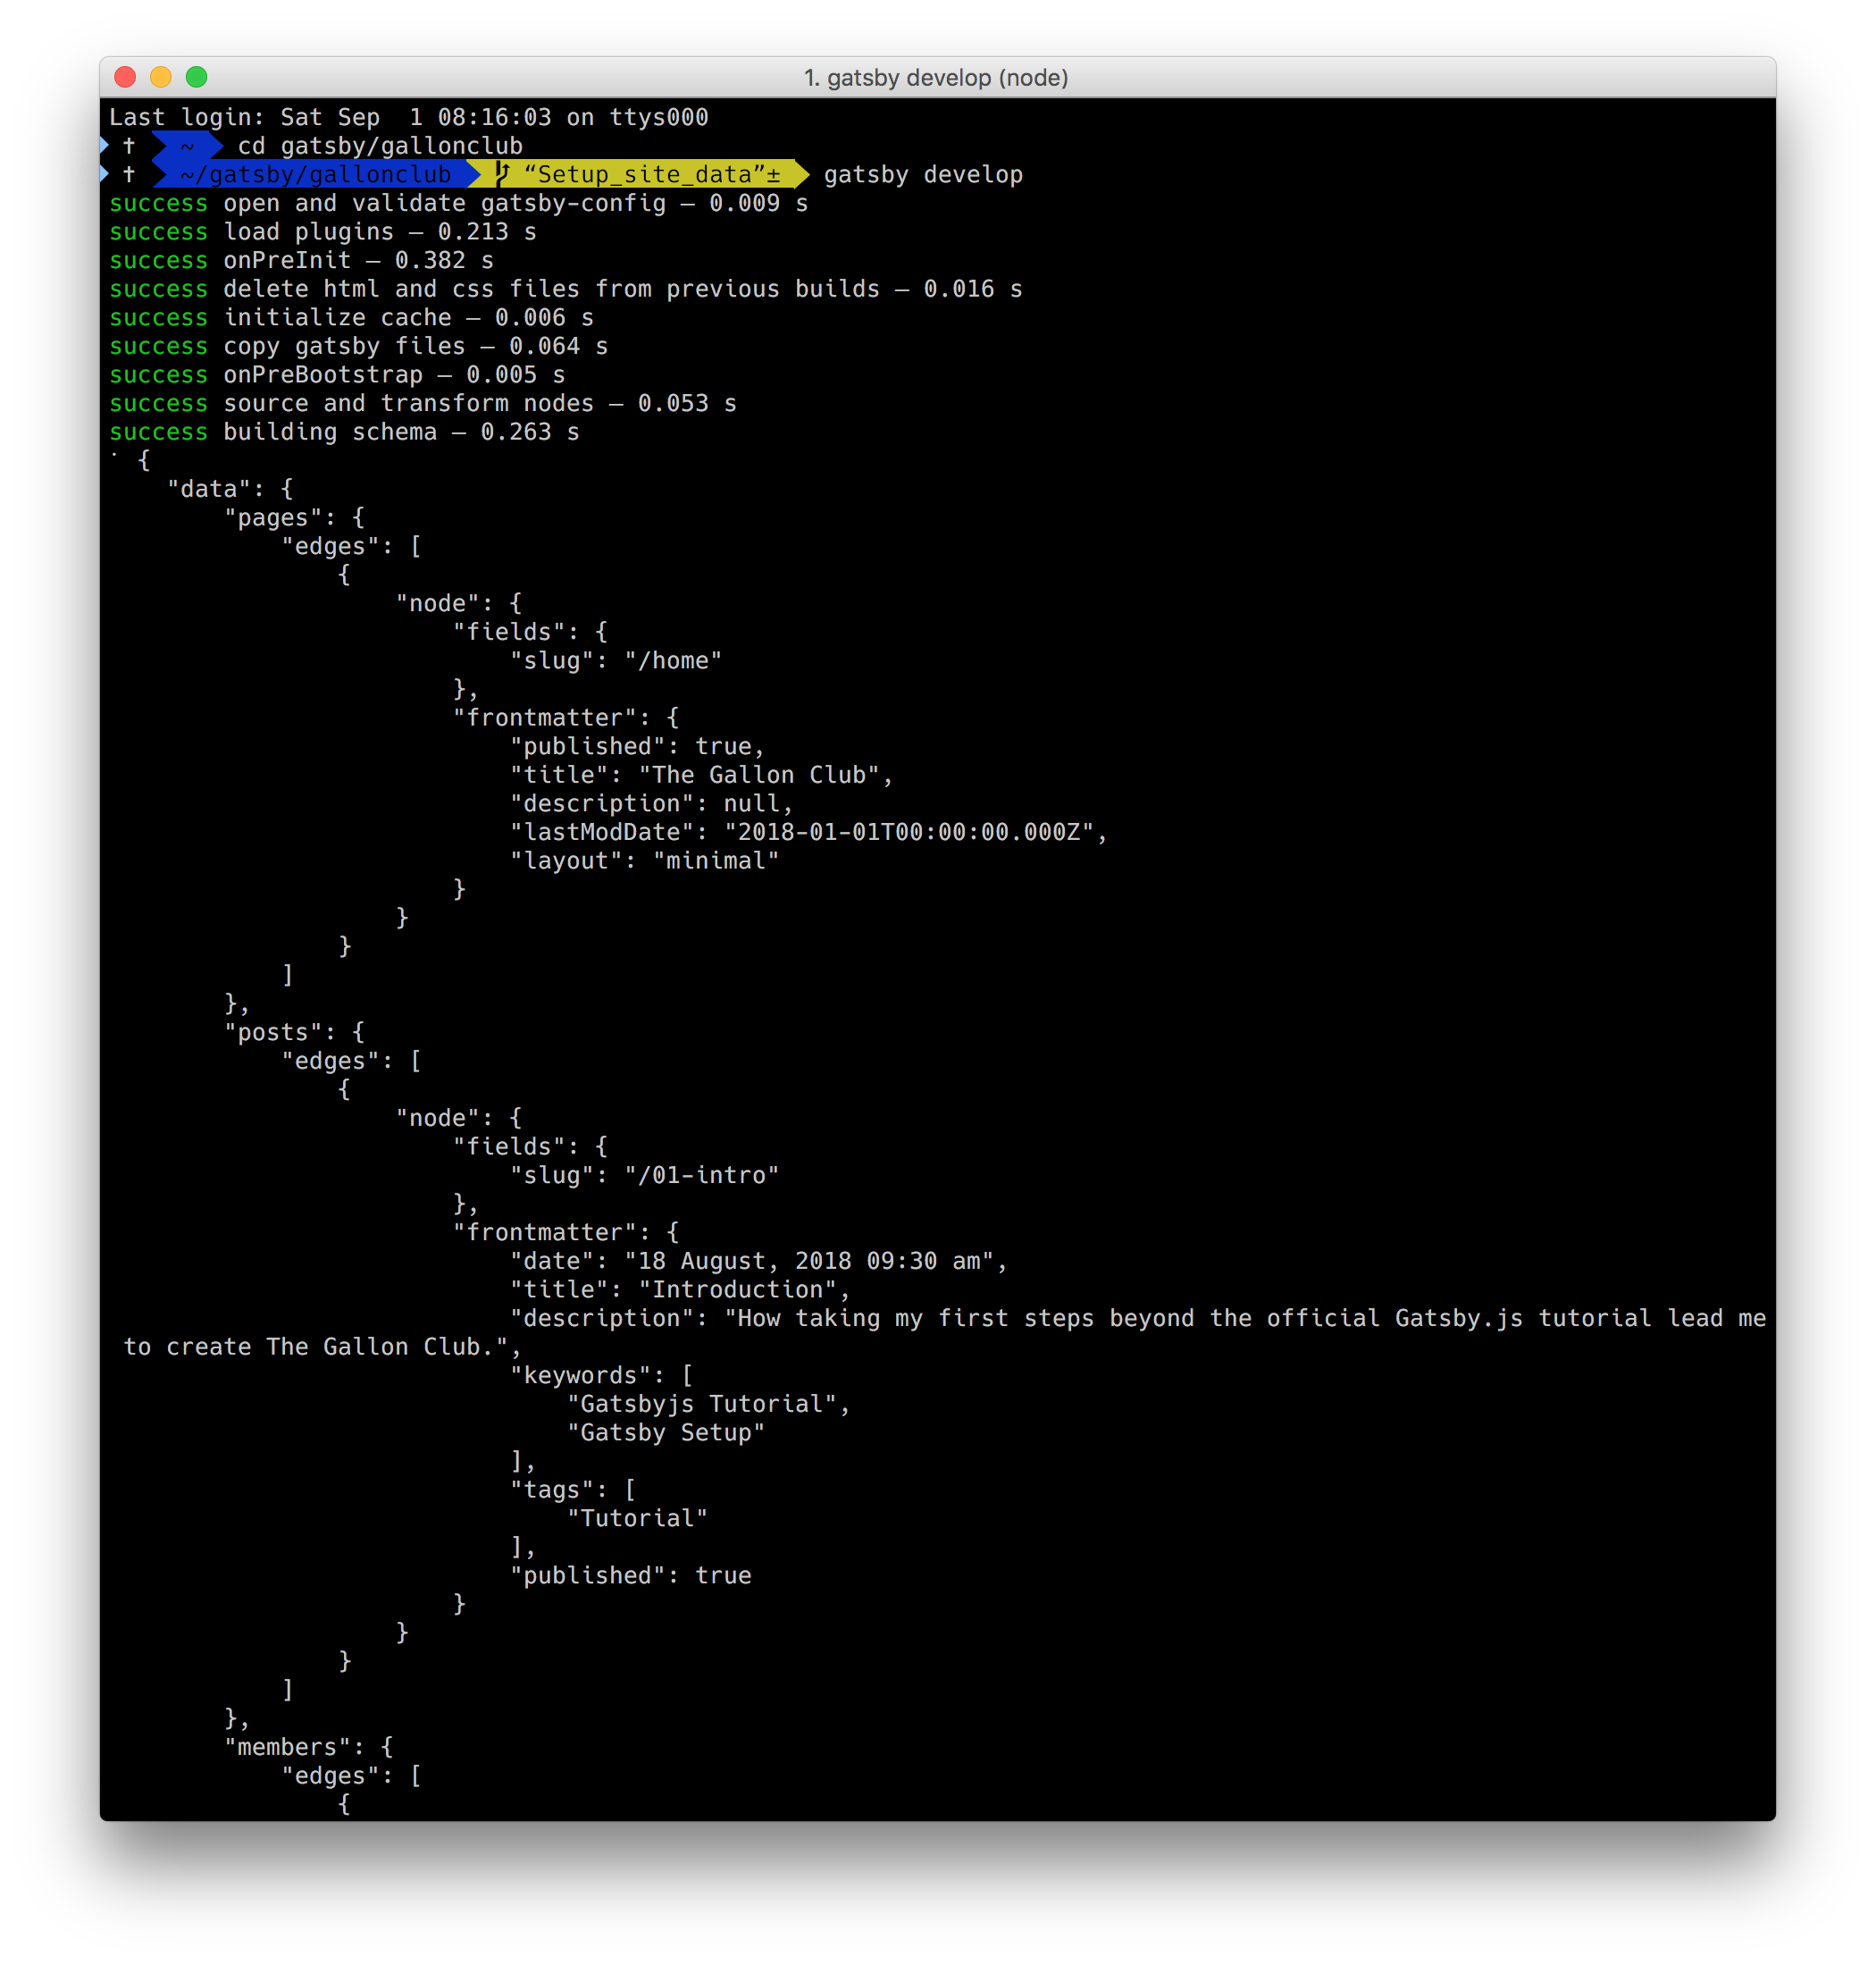 1. gatsby develop (node)
Last login: Sat Sep  1 08:16:03 on ttys000
✝  ~  cd gatsby/gallonclub
✝  ~/gatsby/gallonclub  “Setup_site_data”±  gatsby develop
success open and validate gatsby-config — 0.009 s
success load plugins — 0.213 s
success onPreInit — 0.382 s
success delete html and css files from previous builds — 0.016 s
success initialize cache — 0.006 s
success copy gatsby files — 0.064 s
success onPreBootstrap — 0.005 s
success source and transform nodes — 0.053 s
success building schema — 0.263 s
⠁ {
    "data": {
        "pages": {
            "edges": [
                {
                    "node": {
                        "fields": {
                            "slug": "/home"
                        },
                        "frontmatter": {
                            "published": true,
                            "title": "The Gallon Club",
                            "description": null,
                            "lastModDate": "2018-01-01T00:00:00.000Z",
                            "layout": "minimal"
                        }
                    }
                }
            ]
        },
        "posts": {
            "edges": [
                {
                    "node": {
                        "fields": {
                            "slug": "/01-intro"
                        },
                        "frontmatter": {
                            "date": "18 August, 2018 09:30 am",
                            "title": "Introduction",
                            "description": "How taking my first steps beyond the official Gatsby.js tutorial lead me
 to create The Gallon Club.",
                            "keywords": [
                                "Gatsbyjs Tutorial",
                                "Gatsby Setup"
                            ],
                            "tags": [
                                "Tutorial"
                            ],
                            "published": true
                        }
                    }
                }
            ]
        },
        "members": {
            "edges": [
                {